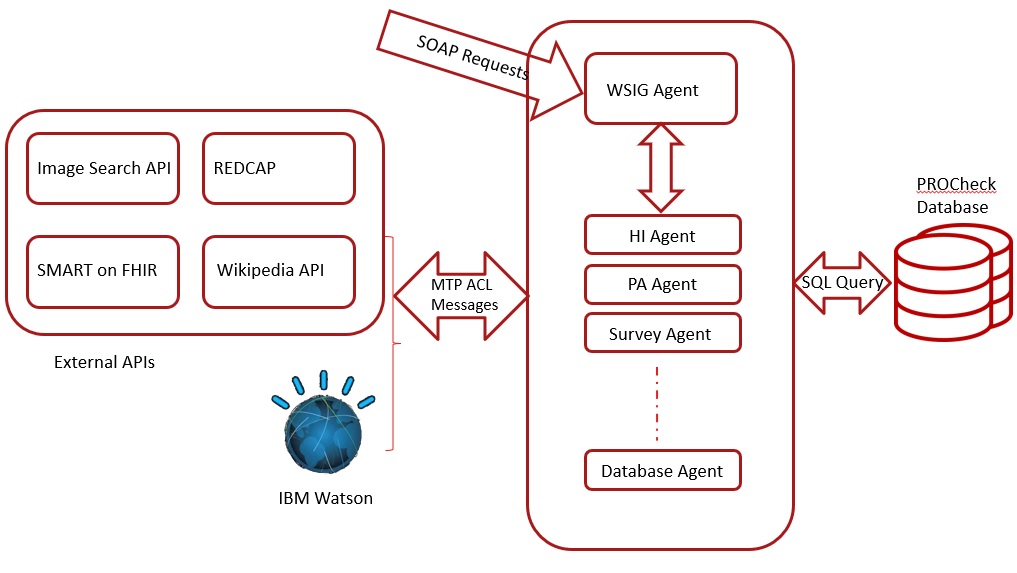 SOAP Requests
WSIG Agent
Image Search API
REDCAP
SMART on FHIR
Wikipedia API
External APIs
IBM Watson
MTP ACL
Messages
HI Agent
PA Agent
Survey Agent
Database Agent
SQL Query
PROCheck
Database